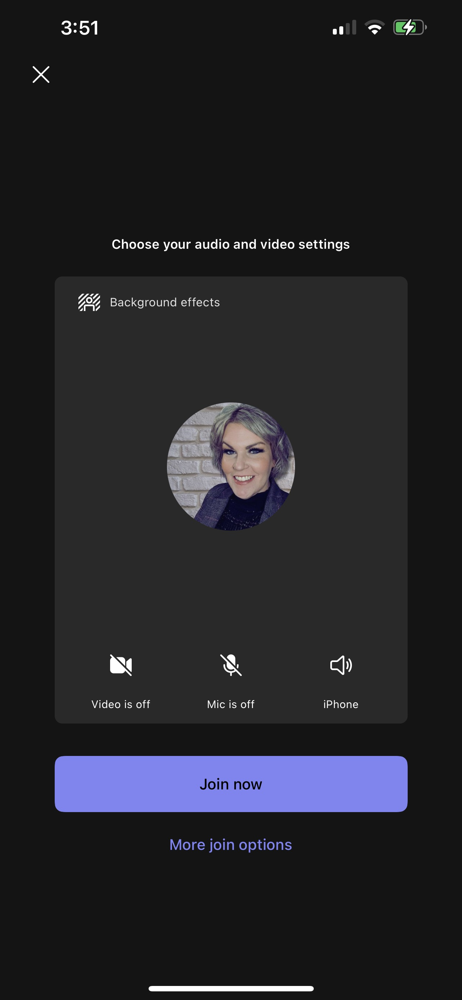 3:51
Choose your audio and video settings
Background effects
Video is off
Mic is off
iPhone
Join now
More join options